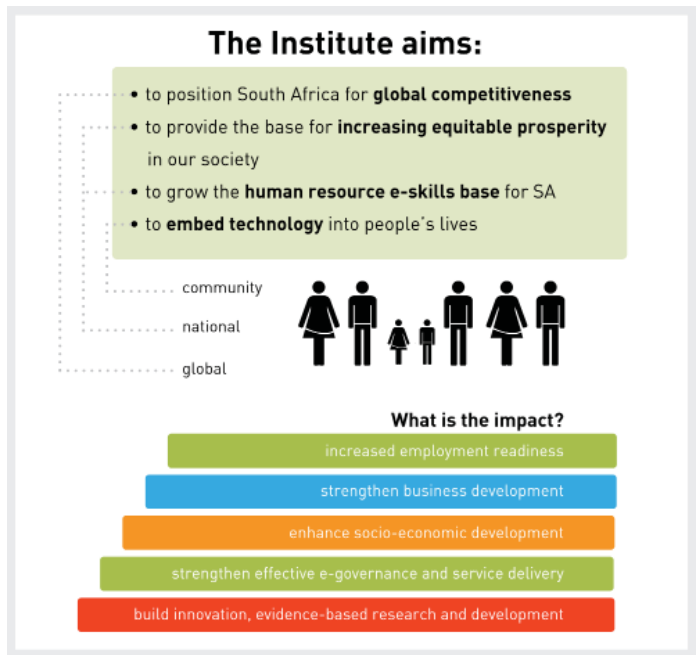 The Institute aims:
• to position South Africa for global competitiveness
• to provide the base for increasing equitable prosperity
in our society
• to grow the human resource e-skills base for SA
• to embed technology into people's lives
community
national
global
What is the impact?
increased employment readiness
strengthen business development
enhance socio-economic development
strengthen effective e-governance and service delivery
build innovation, evidence-based research and development